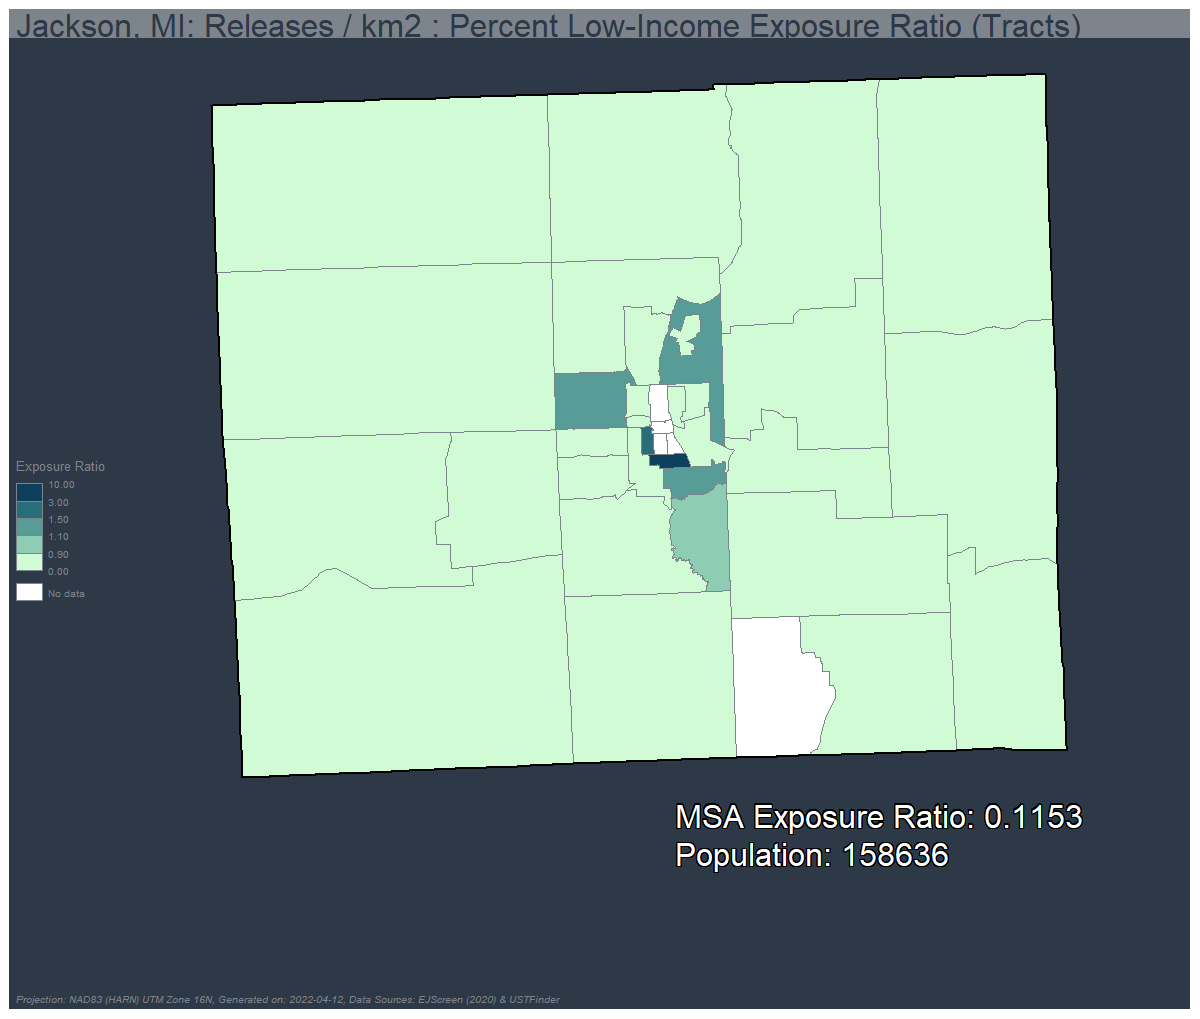 Jackson, MI: Releases / km2 : Percent Low-Income Exposure Ratio (Tracts)
Exposure Ratio
10.00
3.00
1.50
1.10
0.90
0.00
No data
MSA Exposure Ratio: 0.1153
Population: 158636
Projection: NAD83 (HARN) UTM Zone 16N, Generated on: 2022-04-12, Data Sources: EJScreen (2020) & USTFinder